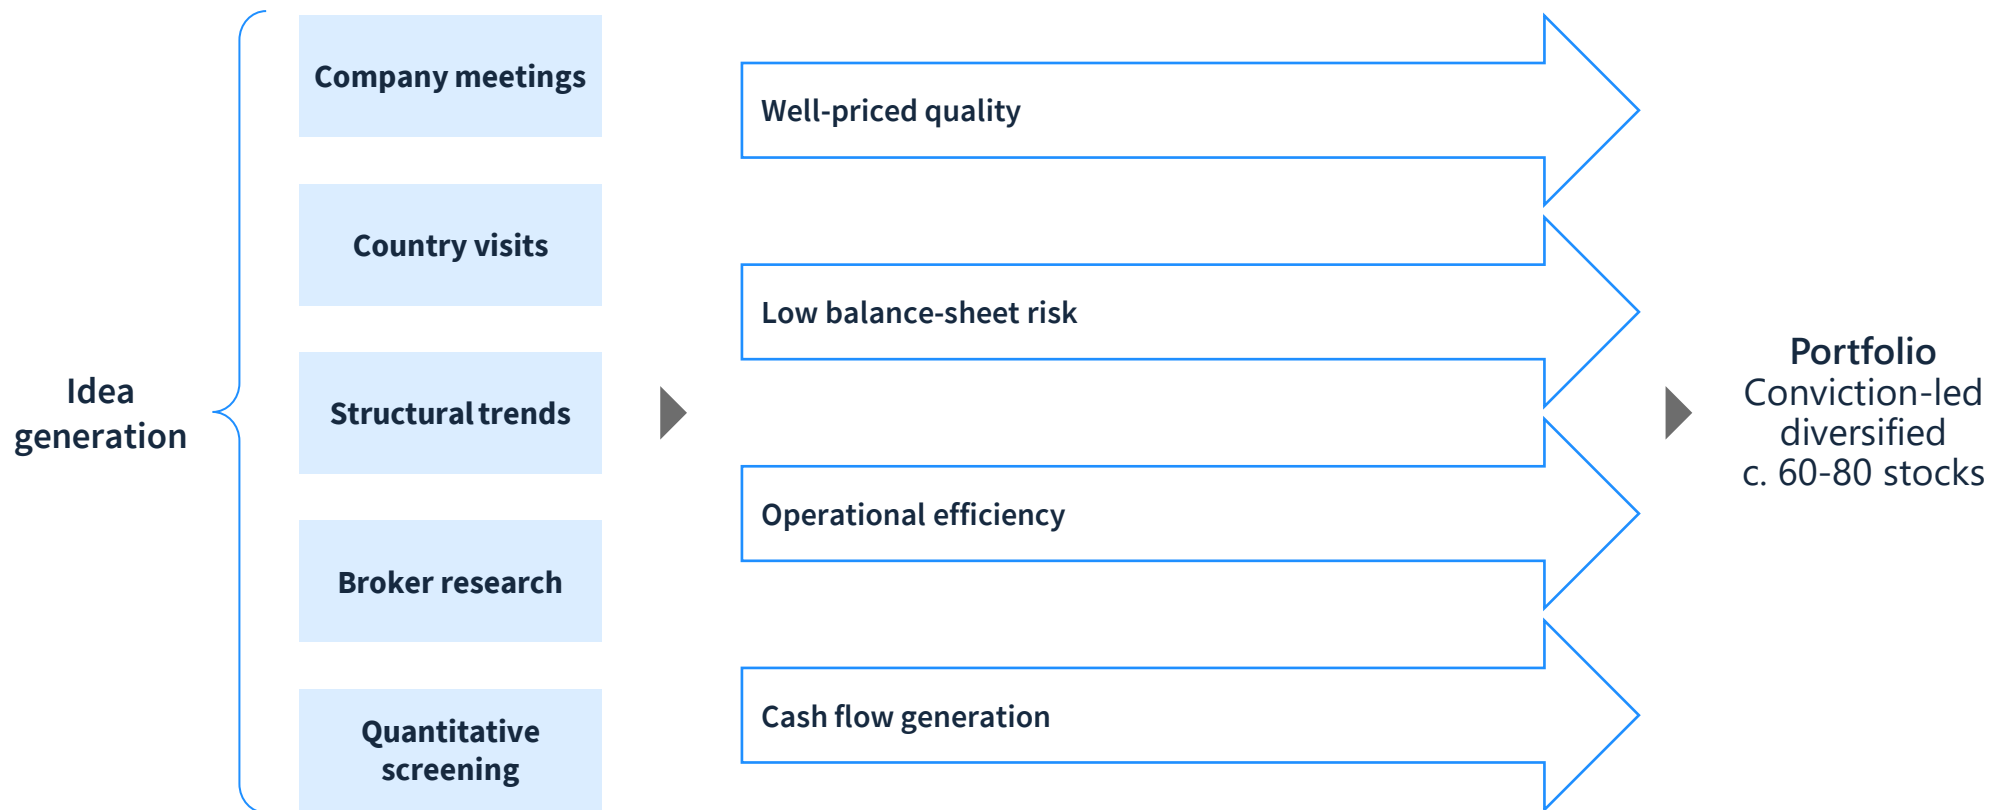 Idea
generation
Company meetings
Country visits
Structural trends
Broker research
Quantitative
screening
Well-priced quality
Low balance-sheet risk
Operational efficiency
Cash flow generation
Portfolio
Conviction-led
diversified
c. 60-80 stocks